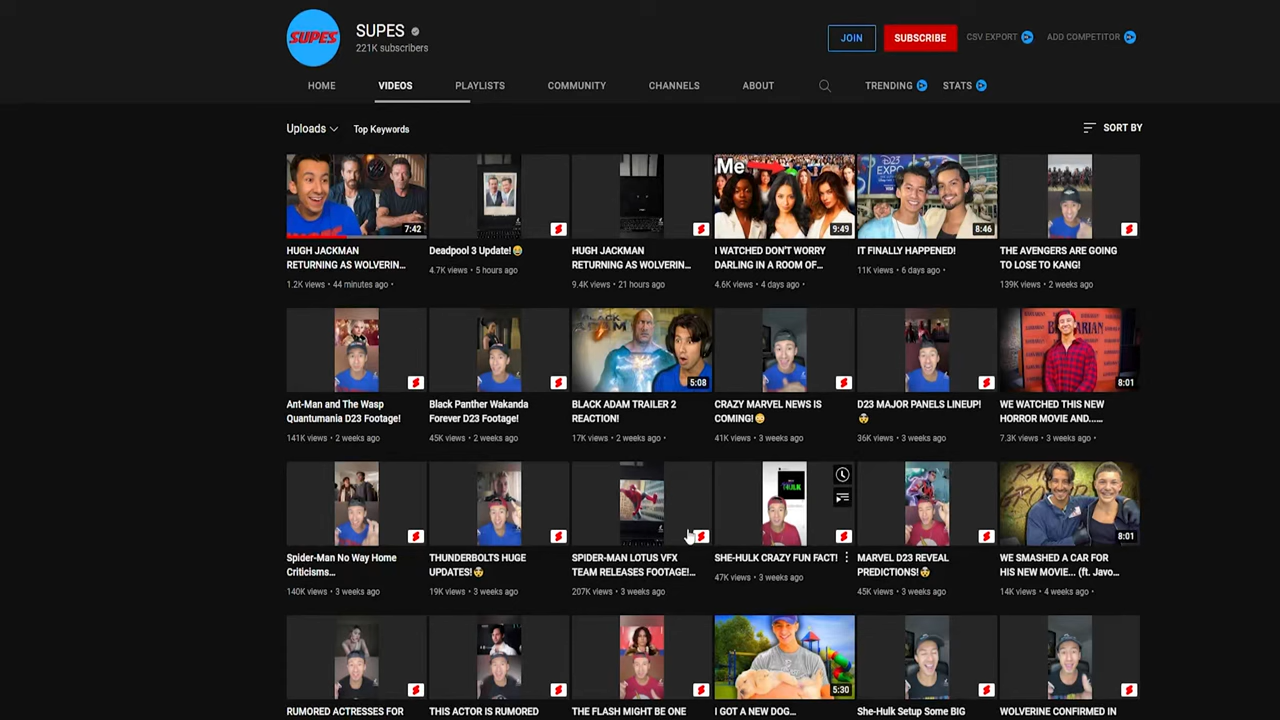 SUPES
SUPES
221K subscribers
JOIN
SUBSCRIBE
CSV EXPORT
ADD COMPETITOR
HOME
VIDEOS
PLAYLISTS
COMMUNITY
CHANNELS
ABOUT
TRENDING
STATS
Uploads
Top Keywords
SORT BY
7:42
Me
9:49
D23
EXPO
8:46
HUGH JACKMAN
RETURNING AS WOLVERIN...
1.2K views • 44 minutes ago •
Deadpool 3 Update!😭
4.7K views • 5 hours ago
HUGH JACKMAN
RETURNING AS WOLVERIN...
9.4K views • 21 hours ago
I WATCHED DON'T WORRY
DARLING IN A ROOM OF...
4.6K views • 4 days ago •
IT FINALLY HAPPENED!
11K views • 6 days ago •
THE AVENGERS ARE GOING
TO LOSE TO KANG!
139K views • 2 weeks ago
BLACK ADAM
5:08
BARBARIAN
8:01
Ant-Man and The Wasp
Quantumania D23 Footage!
141K views • 2 weeks ago
Black Panther Wakanda
Forever D23 Footage!
45K views • 2 weeks ago
BLACK ADAM TRAILER 2
REACTION!
17K views • 2 weeks ago •
CRAZY MARVEL NEWS IS
COMING!😳
41K views • 3 weeks ago
D23 MAJOR PANELS LINEUP!
🤯
36K views • 3 weeks ago
WE WATCHED THIS NEW
HORROR MOVIE AND......
7.3K views • 3 weeks ago •
HULK
8:01
Spider-Man No Way Home
Criticisms...
140K views • 3 weeks ago
THUNDERBOLTS HUGE
UPDATES!🤯
19K views • 3 weeks ago
SPIDER-MAN LOTUS VFX
TEAM RELEASES FOOTAGE!...
207K views • 3 weeks ago
SHE-HULK CRAZY FUN FACT!
47K views • 3 weeks ago
MARVEL D23 REVEAL
PREDICTIONS!🤯
45K views • 3 weeks ago
WE SMASHED A CAR FOR
HIS NEW MOVIE... (ft. Javo...
14K views • 4 weeks ago •
5:30
RUMORED ACTRESSES FOR
THIS ACTOR IS RUMORED
THE FLASH MIGHT BE ONE
I GOT A NEW DOG...
She-Hulk Setup Some BIG
WOLVERINE CONFIRMED IN